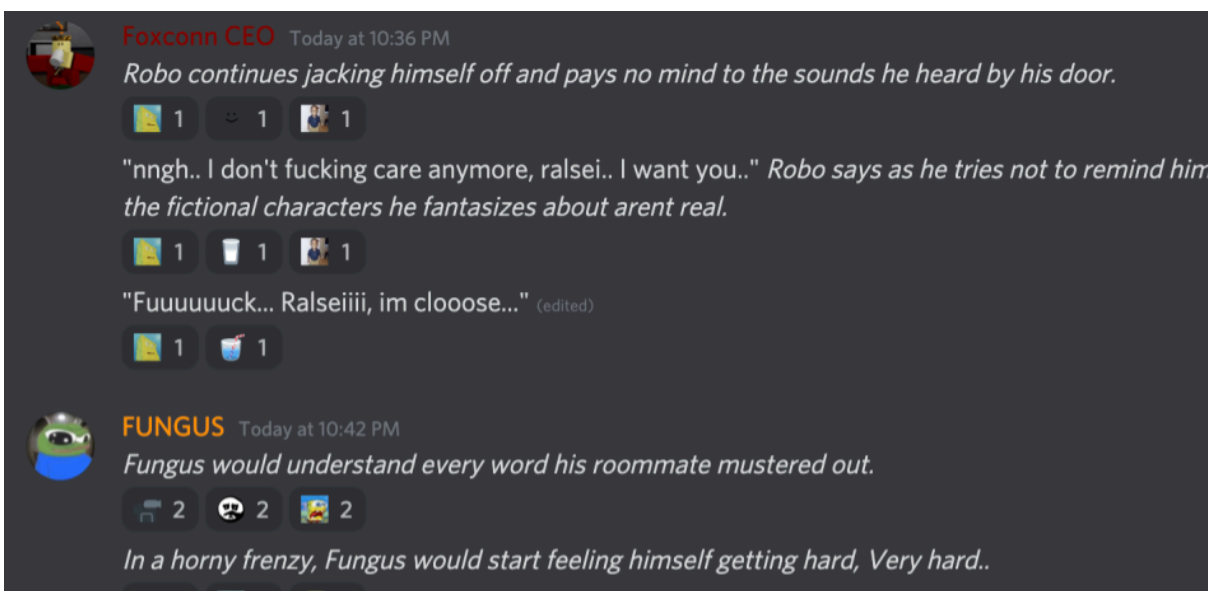 Foxconn CEO Today at 10:36 PM
Robo continues jacking himself off and pays no mind to the sounds he heard by his door.
1 1 1
"nngh.. I don't fucking care anymore, ralsei.. I want you.." Robo says as he tries not to remind
the fictional characters he fantasizes about arent real.
1 1 1
"Fuuuuuuck... Ralseiiii, im clooose..." (edited)
1 1
FUNGUS Today at 10:42 PM
Fungus would understand every word his roommate mustered out.
2 2 2
In a horny frenzy, Fungus would start feeling himself getting hard, Very hard..